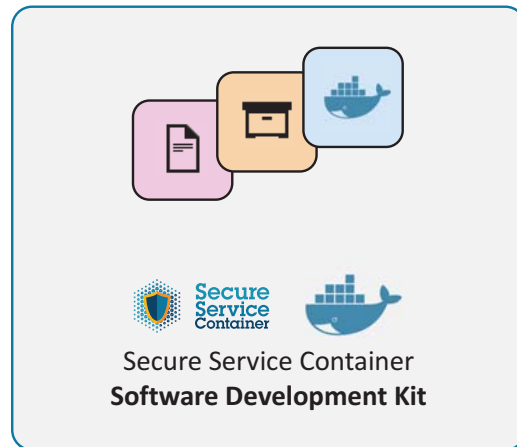 Secure
Service
Container
Secure Service Container
Software Development Kit